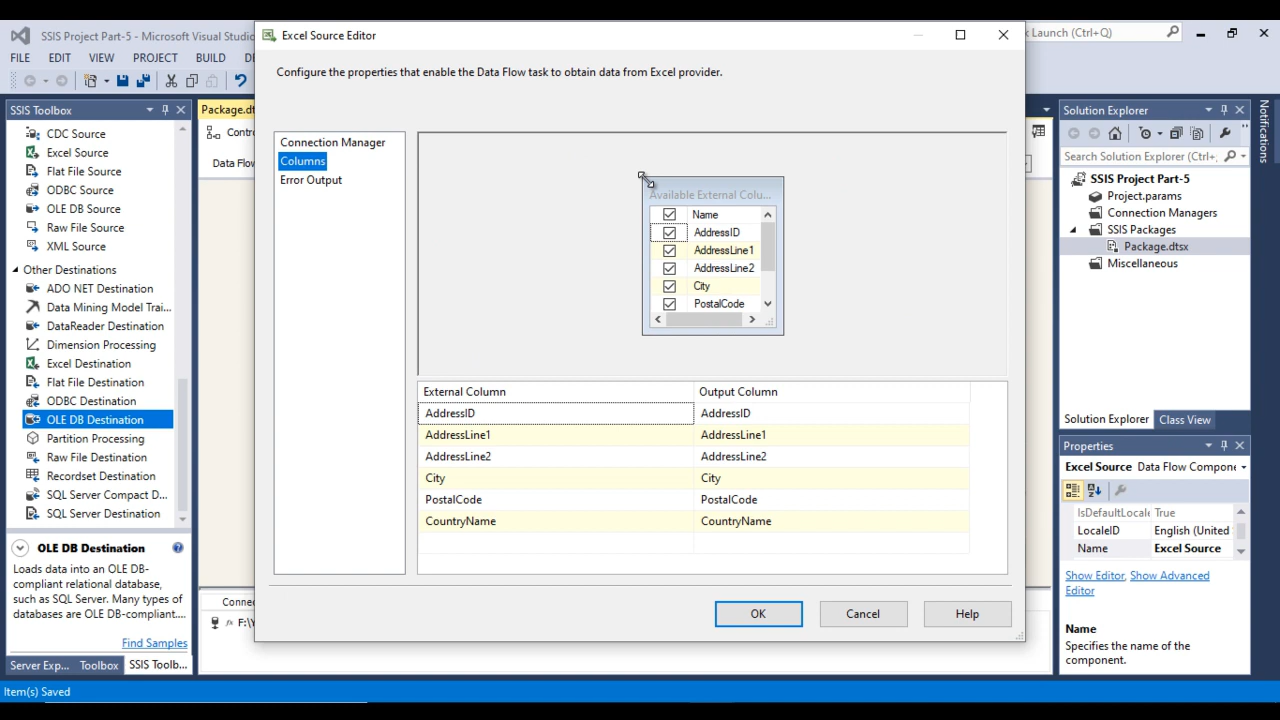 SSIS Project Part-5 - Microsoft Visual Studio
Launch (Ctrl+Q)
FILE EDIT VIEW PROJECT BUILD
Excel Source Editor
Configure the properties that enable the Data Flow task to obtain data from Excel provider.
SSIS Toolbox
CDC Source
Excel Source
Flat File Source
ODBC Source
OLE DB Source
Raw File Source
XML Source
Other Destinations
ADO NET Destination
Data Mining Model Trai...
DataReader Destination
Dimension Processing
Excel Destination
Flat File Destination
ODBC Destination
OLE DB Destination
Partition Processing
Raw File Destination
Recordset Destination
SQL Server Compact D...
SQL Server Destination
OLE DB Destination
Loads data into an OLE DB-
compliant relational database,
such as SQL Server. Many types of
databases are OLE DB-compliant....
Find Samples
Server Exp... Toolbox SSIS Toolb...
Item(s) Saved
Package.dt
Contro
Data Flow
Conne
F:\Y
Connection Manager
Columns
Error Output
Available External Colu...
Name
AddressID
AddressLine1
AddressLine2
City
PostalCode
External Column Output Column
AddressID AddressID
AddressLine1 AddressLine1
AddressLine2 AddressLine2
City City
PostalCode PostalCode
CountryName CountryName
OK Cancel Help
Solution Explorer
Search Solution Explorer (Ctrl+;
SSIS Project Part-5
Project.params
Connection Managers
SSIS Packages
Package.dtsx
Miscellaneous
Solution Explorer Class View
Properties
Excel Source Data Flow Compone
IsDefaultLocale True
LocaleID English (United
Name Excel Source
Show Editor, Show Advanced
Editor
Name
Specifies the name of the
component.
Notifications